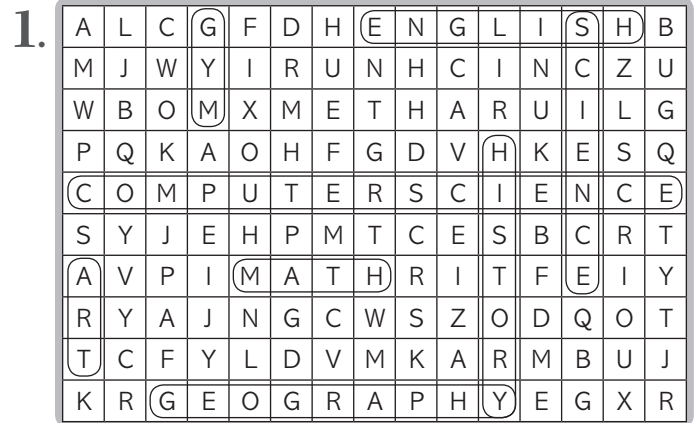 1.
A L C G F D H E N G L I S H B
M J W Y I R U N H C I N C Z U
W B O M X M E T H A R U I L G
P Q K A O H F G D V H K E S Q
C O M P U T E R S C I E N C E
S Y J E H P M T C E S B C R T
A V P I M A T H R I T F E I Y
R Y A J N G C W S Z O D Q O T
T C F Y L D V M K A R M B U J
K R G E O G R A P H Y E G X R